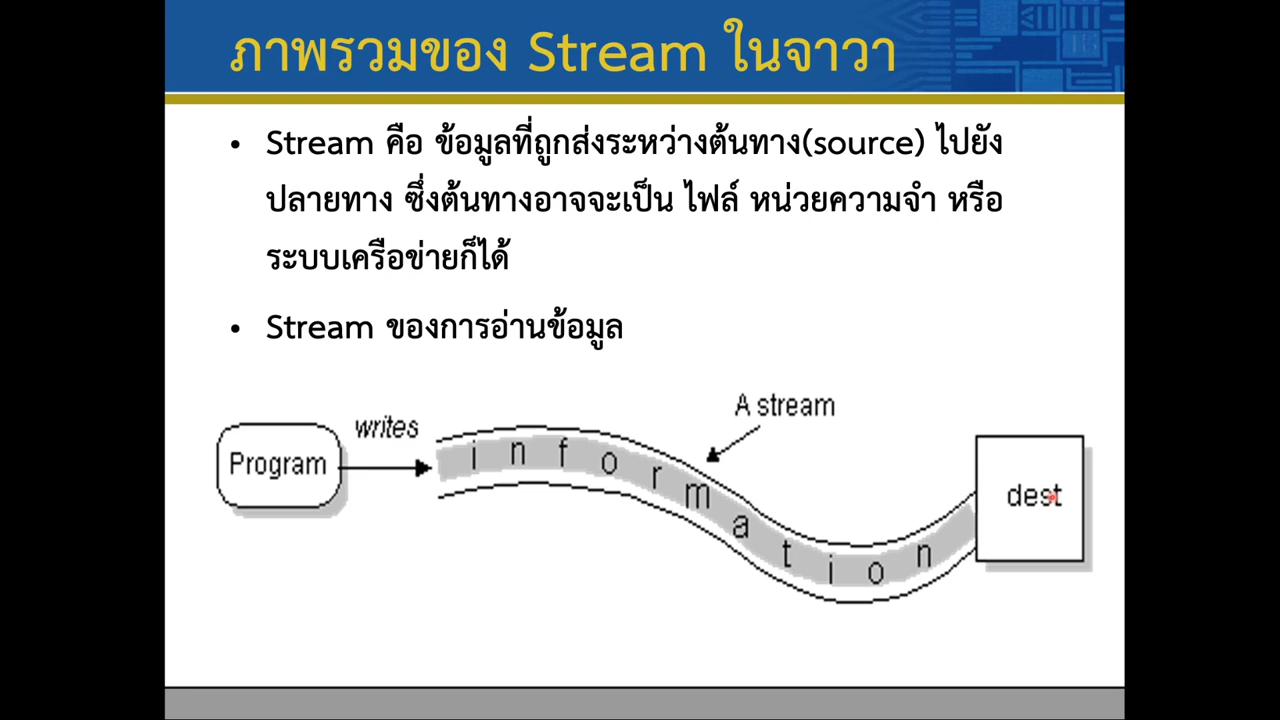 ภาพรวมของ Stream ในจาวา
• Stream คือ ข้อมูลที่ถูกส่งระหว่างต้นทาง(source) ไปยัง
ปลายทาง ซึ่งต้นทางอาจจะเป็น ไฟล์ หน่วยความจำ หรือ
ระบบเครือข่ายก็ได้
• Stream ของการอ่านข้อมูล
A stream
writes
Program
information
dest